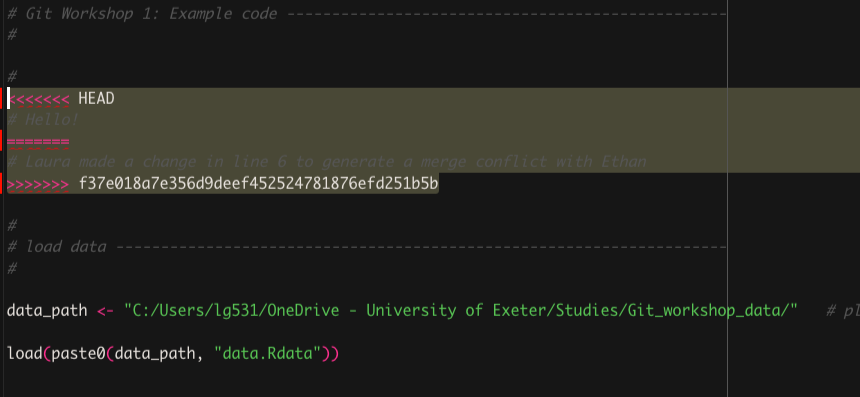 # Git Workshop 1: Example code -------------------------------------------------
#
#
<<<<<<< HEAD
# Hello!
=======
# Laura made a change in line 6 to generate a merge conflict with Ethan
>>>>>>> f37e018a7e356d9deef452524781876efd251b5b
#
# load data --------------------------------------------------------------------
#
data_path <- "C:/Users/lg531/OneDrive - University of Exeter/Studies/Git_workshop_data/" # pl
load(paste0(data_path, "data.Rdata"))